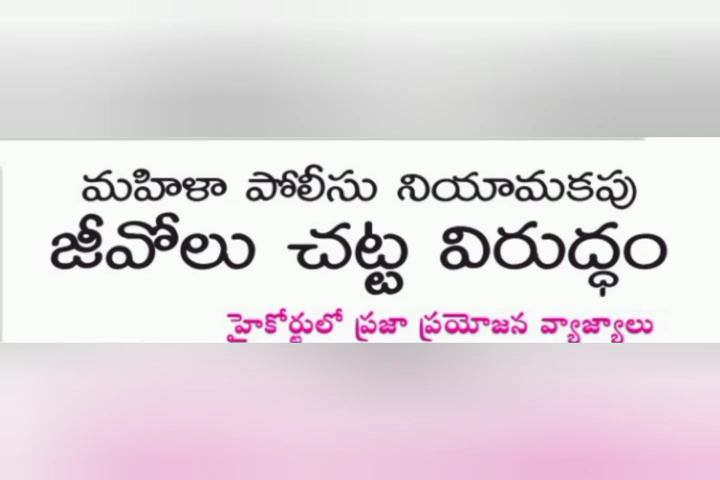 మహిళా పోలీసు నియామకపు
జీవోలు చట్ట విరుద్ధం
హైకోర్టులో ప్రజా ప్రయోజన వ్యాజ్యాలు